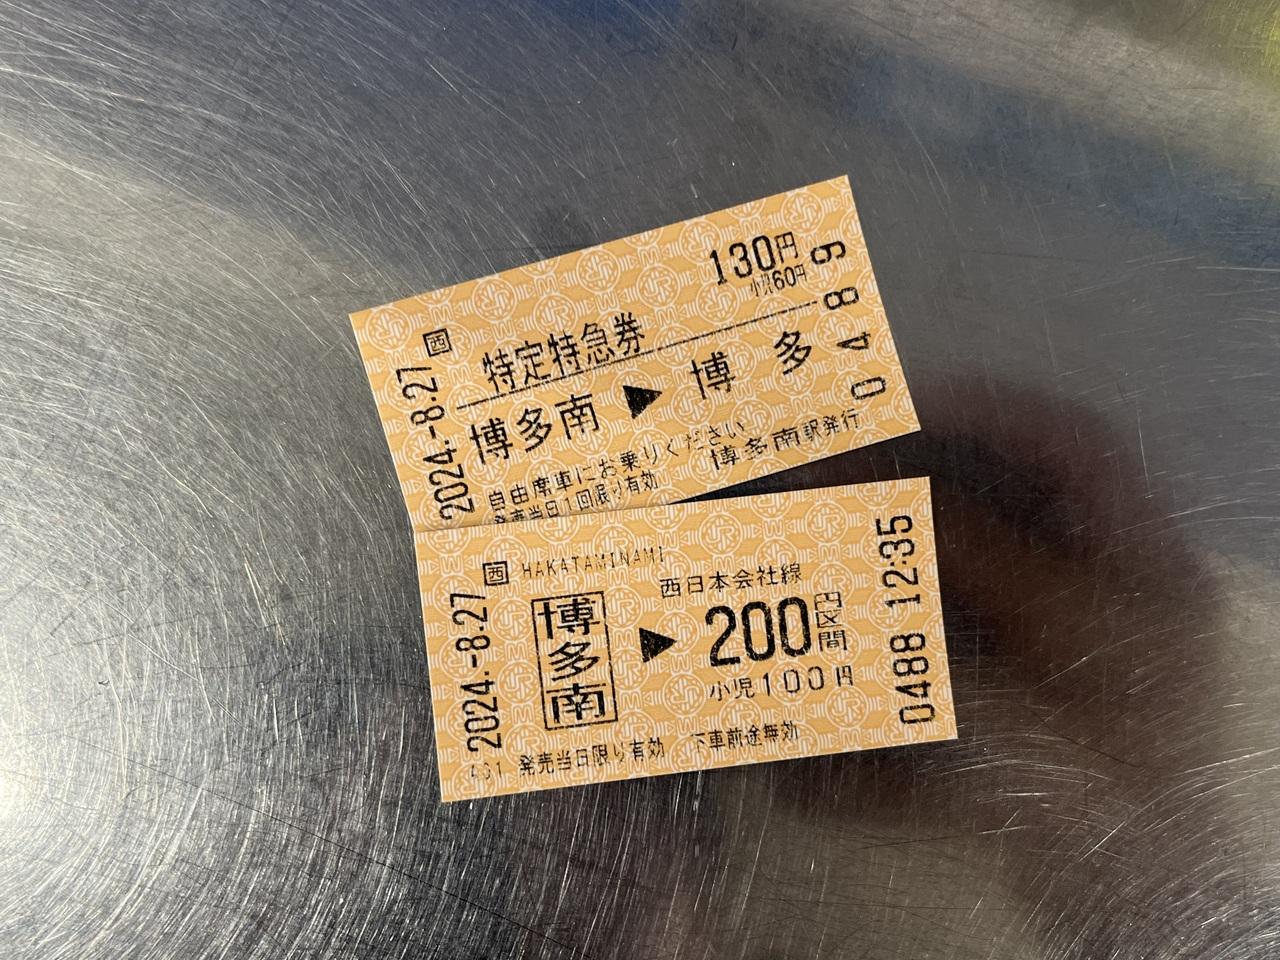 西
2024.-8.27
特定特急券
130円
小児60円
博多南 ▶ 博多
自由席車にお乗りください
発売当日1回限り有効
博多南駅発行
0489
西 HAKATAMINAMI
2024.-8.27
西日本会社線
博多南 ▶ 200円区間
小児100円
発売当日限り有効 下車前途無効
0488 12:35